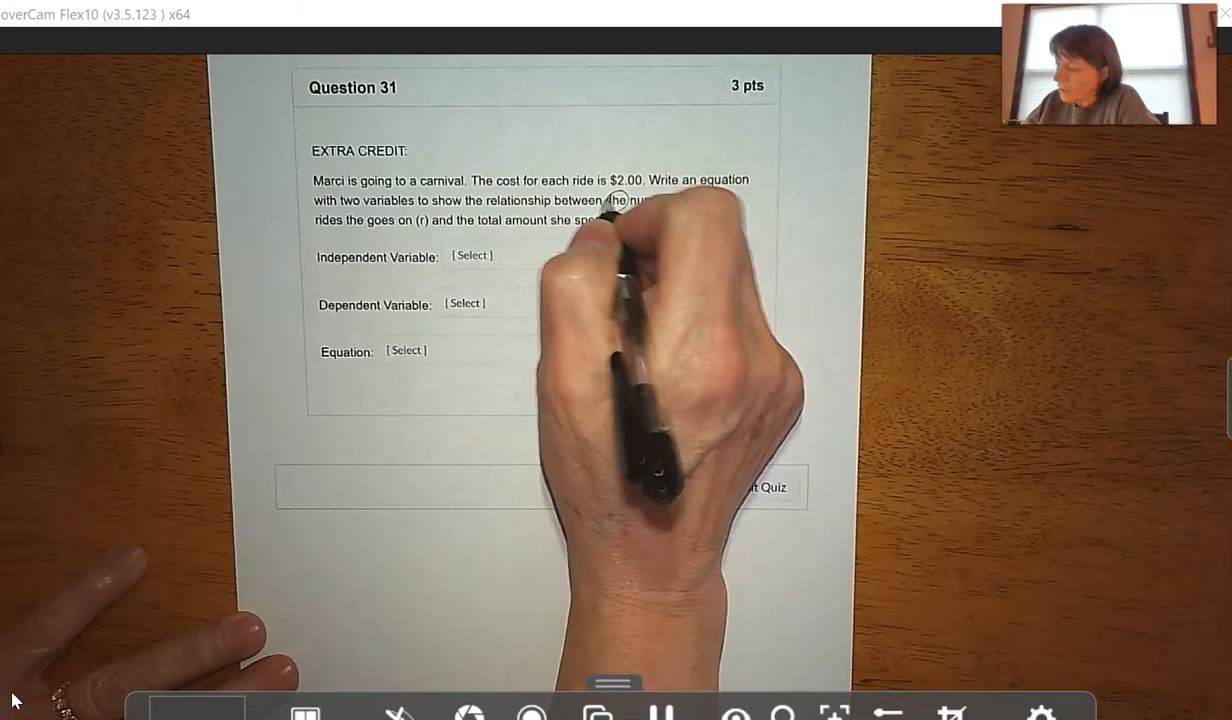 overCam Flex10 (v3.5.123 ) x64
Question 31
3 pts
EXTRA CREDIT:
Marci is going to a carnival. The cost for each ride is $2.00. Write an equation
with two variables to show the relationship between the
rides the goes on (r) and the total amount she
Independent Variable: [ Select ]
Dependent Variable: [ Select ]
Equation: [ Select ]
Quiz